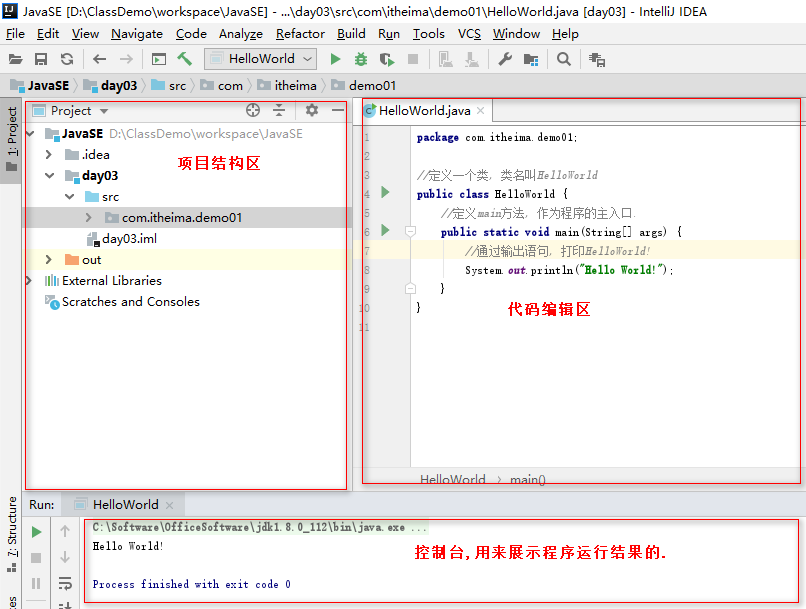 JavaSE [D:\ClassDemo\workspace\JavaSE] - ...\day03\src\com\itheima\demo01\HelloWorld.java [day03] - IntelliJ IDEA
File Edit View Navigate Code Analyze Refactor Build Run Tools VCS Window Help
HelloWorld
JavaSE day03 src com itheima demo01
1: Project
Project
JavaSE D:\ClassDemo\workspace\JavaSE
.idea
项目结构区
day03
src
com.itheima.demo01
day03.iml
out
External Libraries
Scratches and Consoles
HelloWorld.java
1 package com.itheima.demo01;
2
3 //定义一个类，类名叫HelloWorld
4 public class HelloWorld {
5 //定义main方法，作为程序的主入口.
6 public static void main(String[] args) {
7 //通过输出语句，打印HelloWorld!
8 System.out.println("Hello World!");
9 }
10 }
11
代码编辑区
HelloWorld > main()
7: Structure
Run: HelloWorld
C:\Software\OfficeSoftware\jdk1.8.0_112\bin\java.exe ...
Hello World!
控制台,用来展示程序运行结果的.
Process finished with exit code 0